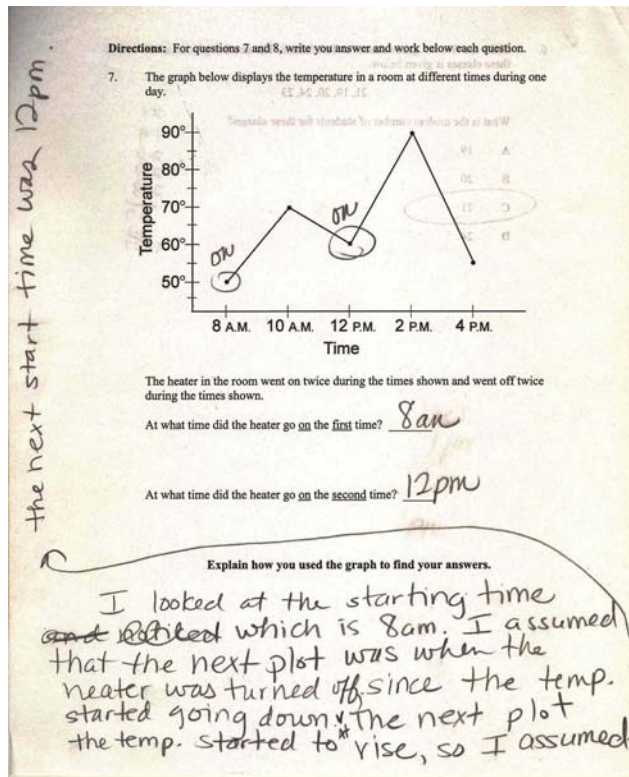 Directions: For questions 7 and 8, write you answer and work below each question.
7. The graph below displays the temperature in a room at different times during one
day.
90°
80°
70°
60°
50°
Temperature
on
on
8 A.M. 10 A.M. 12 P.M. 2 P.M. 4 P.M.
Time
The heater in the room went on twice during the times shown and went off twice
during the times shown.
At what time did the heater go on the first time? 8am
At what time did the heater go on the second time? 12pm
Explain how you used the graph to find your answers.
I looked at the starting time
and noticed which is 8am. I assumed
that the next plot was when the
heater was turned off, since the temp.
started going down. The next plot
the temp. started to rise, so I assumed
the next start time was 12pm.